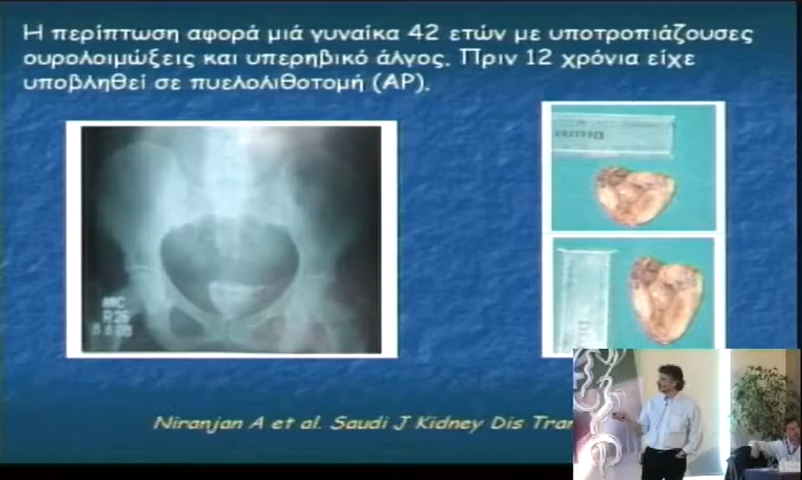 Η περίπτωση αφορά μιά γυναίκα 42 ετών με υποτροπιάζουσες
ουρολοιμώξεις και υπερηβικό άλγος. Πριν 12 χρόνια είχε
υποβληθεί σε πυελολιθοτομή (ΑΡ).
R26
Niranjan A et al. Saudi J Kidney Dis Tran